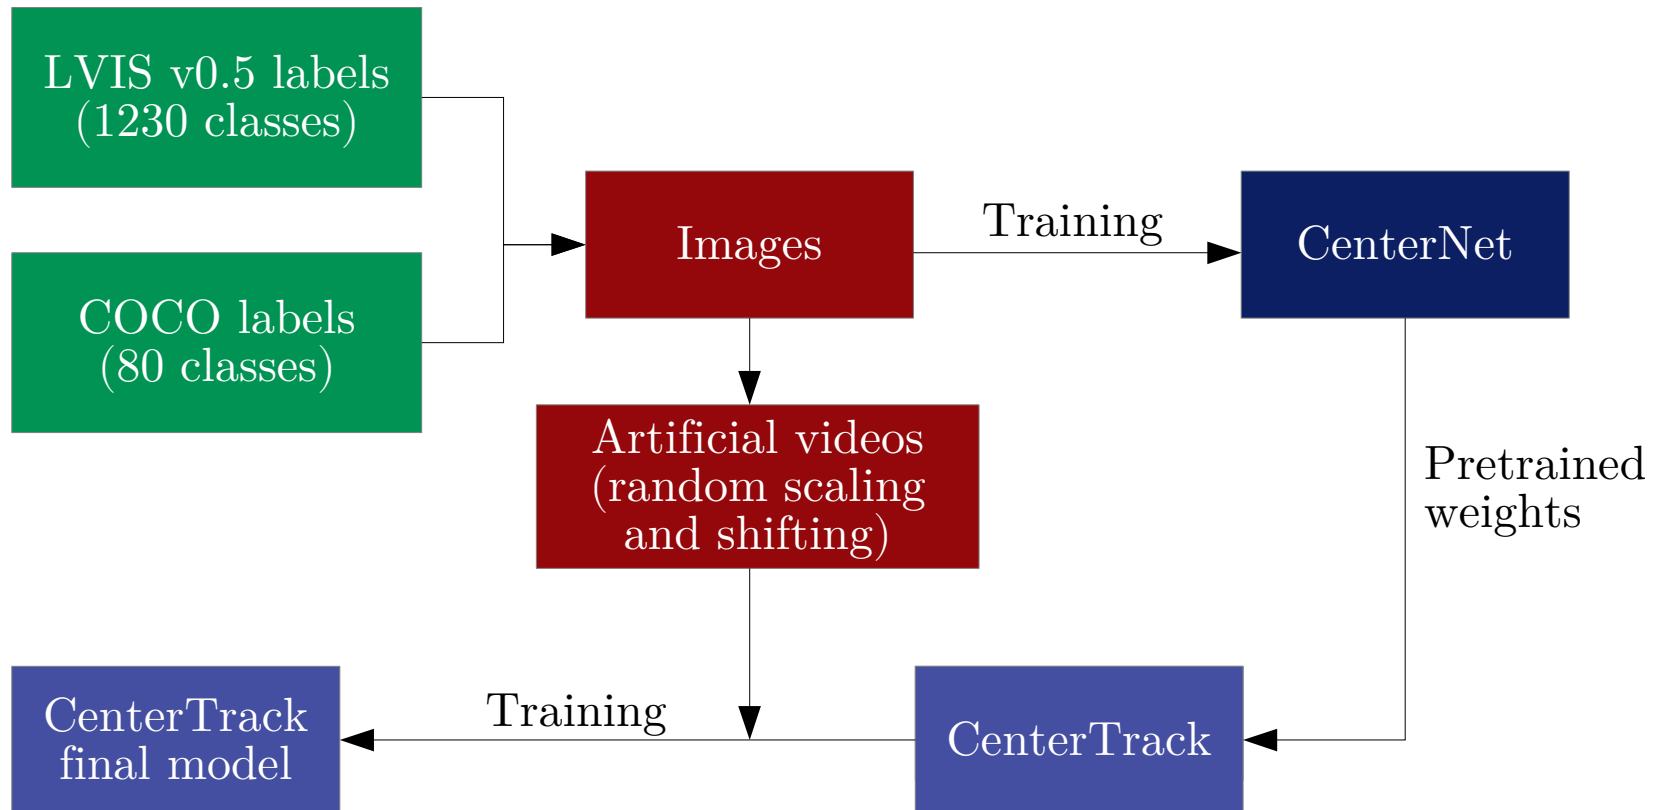 LVIS v0.5 labels
(1230 classes)
COCO labels
(80 classes)
Images
Training
CenterNet
Artificial videos
(random scaling
and shifting)
Pretrained
weights
CenterTrack
final model
Training
CenterTrack